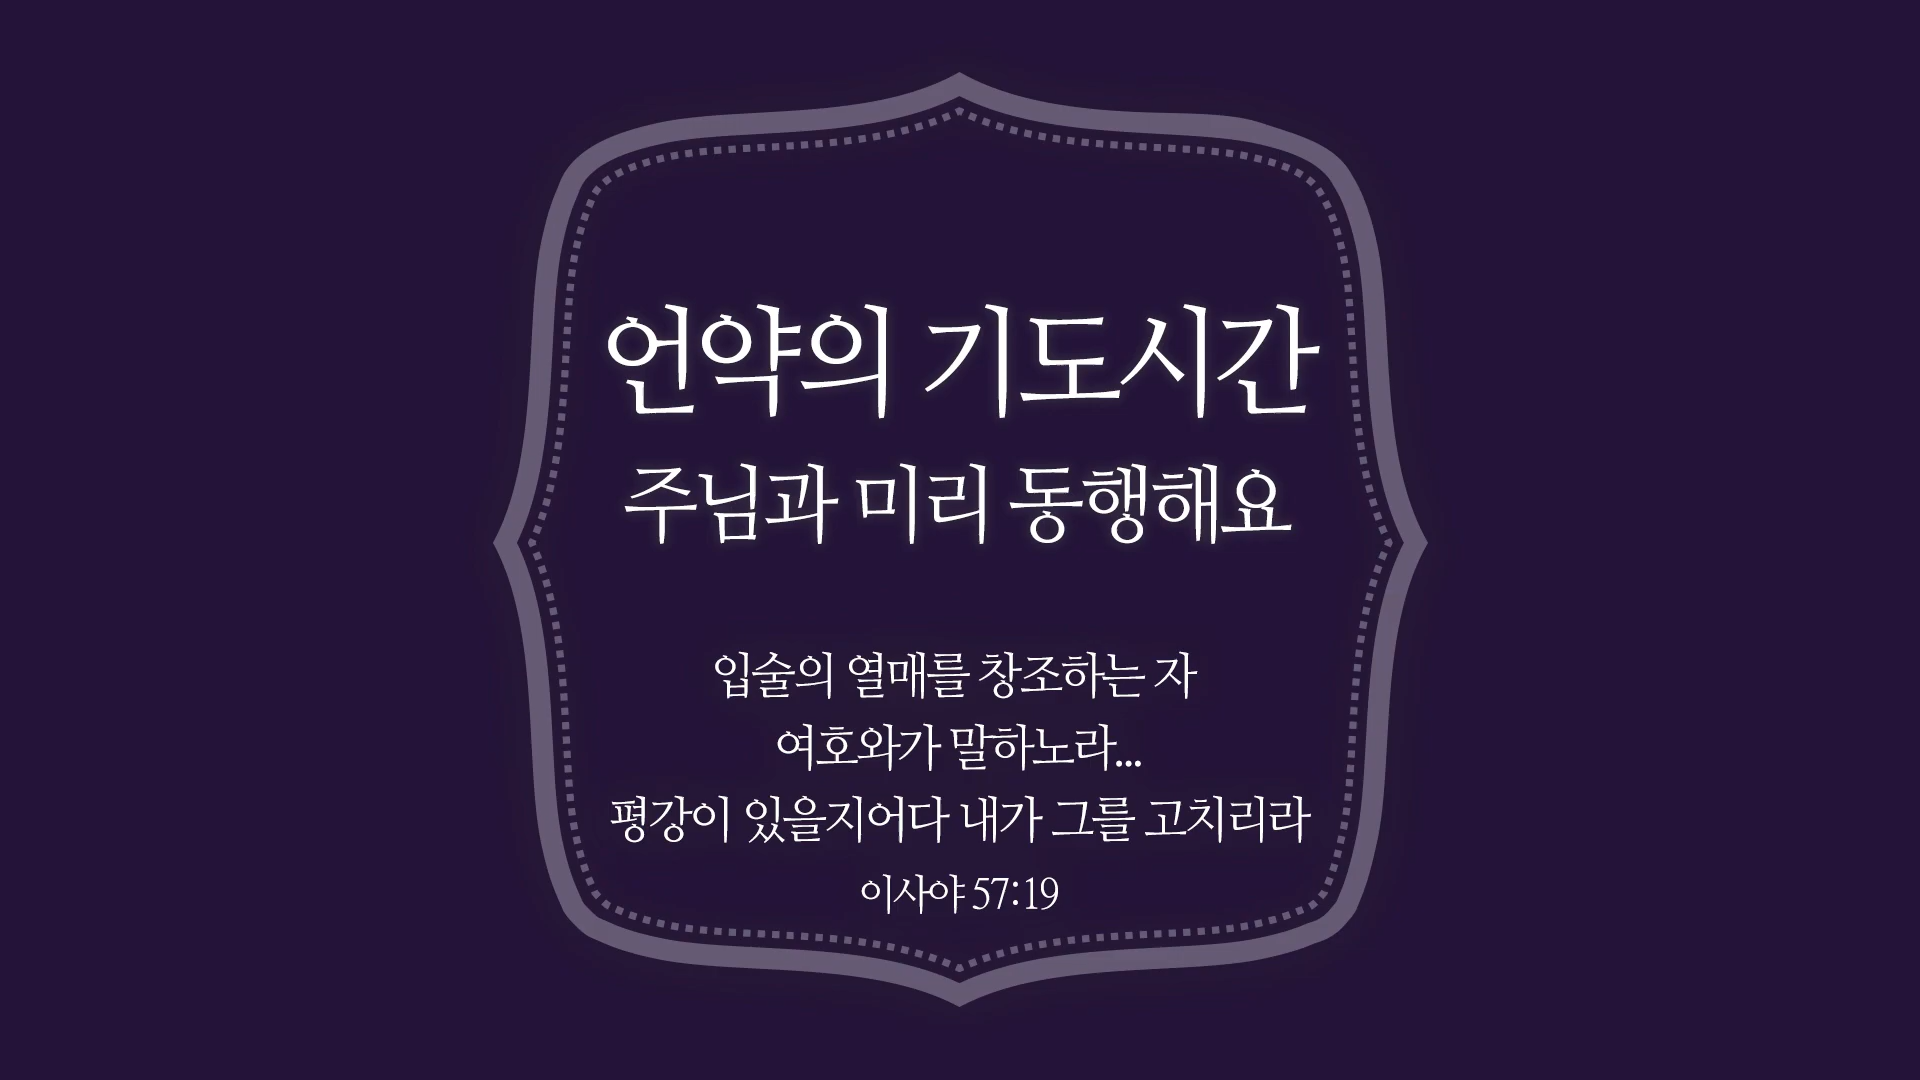 언약의 기도시간
주님과 미리 동행해요
입술의 열매를 창조하는 자
여호와가 말하노라...
평강이 있을지어다 내가 그를 고치리라
이사야 57:19